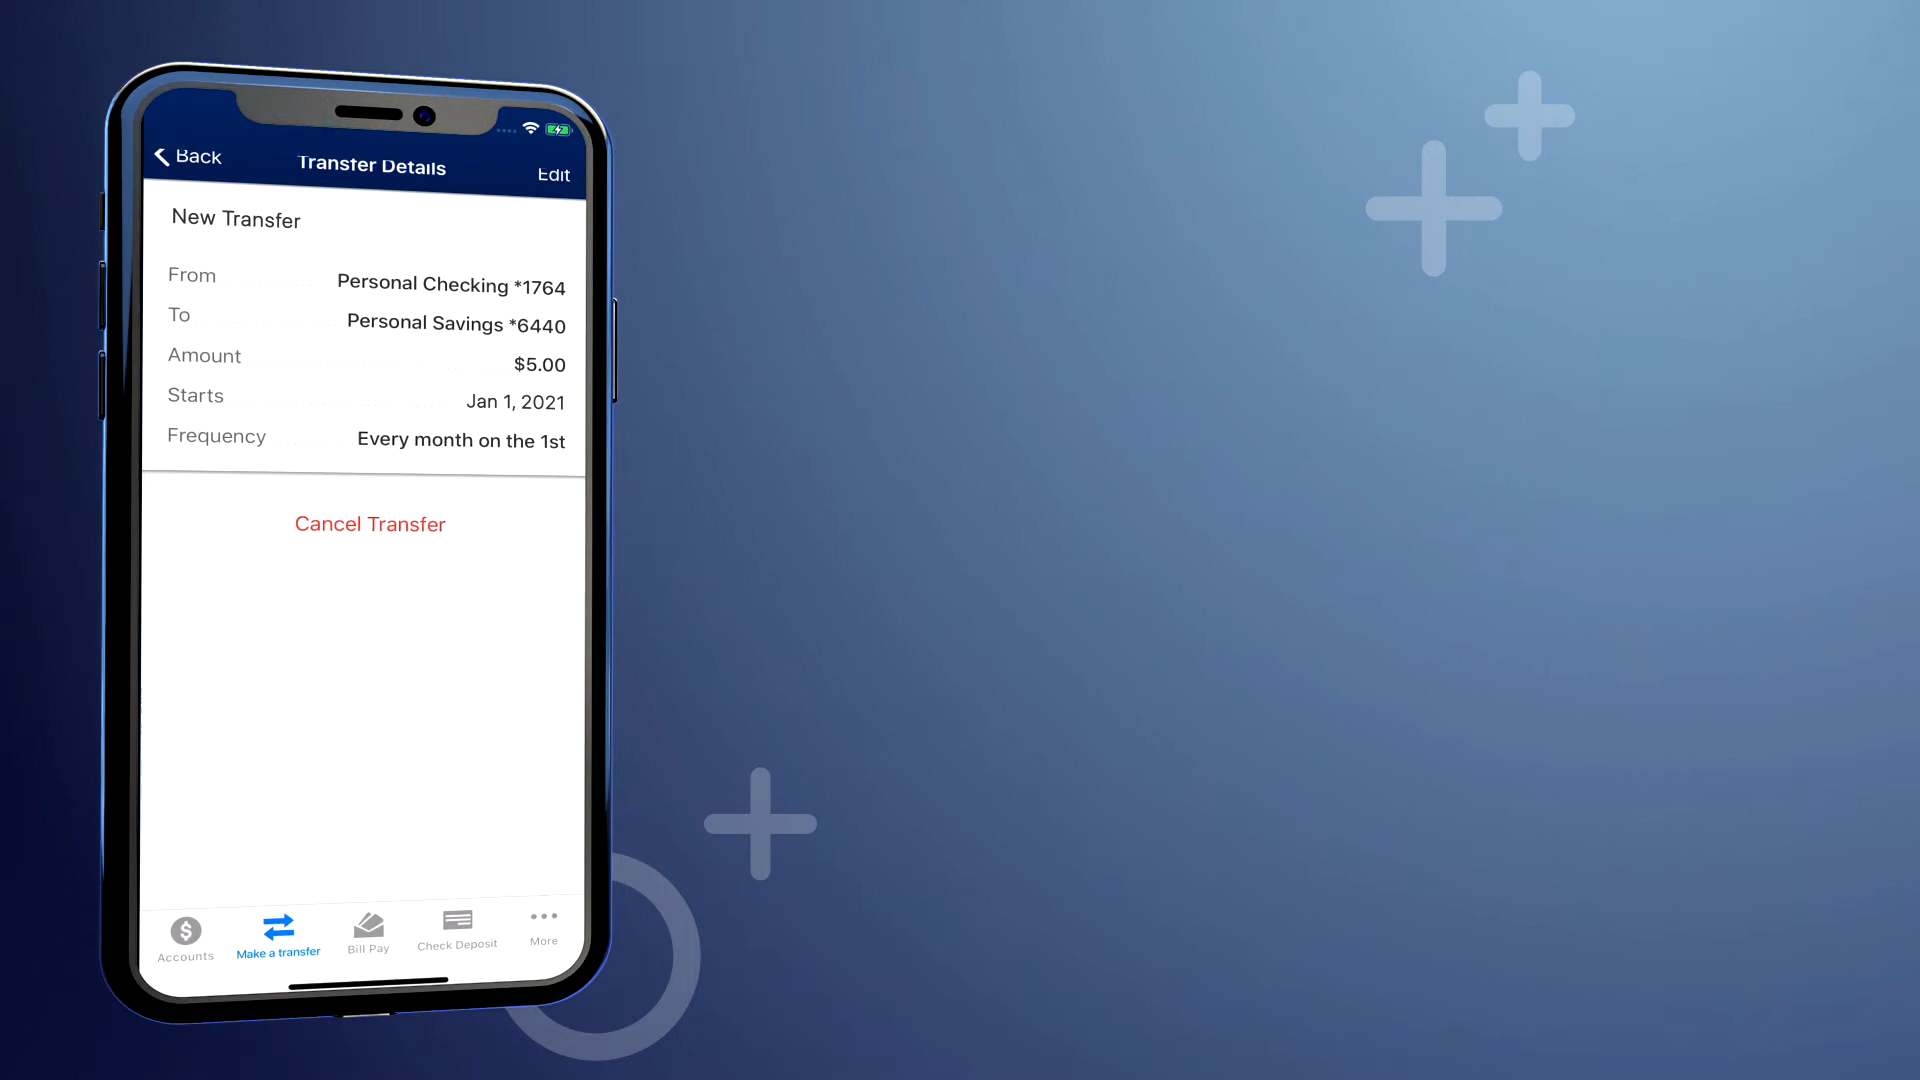 Back Transfer Details Edit
New Transfer
From Personal Checking *1764
To Personal Savings *6440
Amount $5.00
Starts Jan 1, 2021
Frequency Every month on the 1st
Cancel Transfer
Accounts Make a transfer Bill Pay Check Deposit More